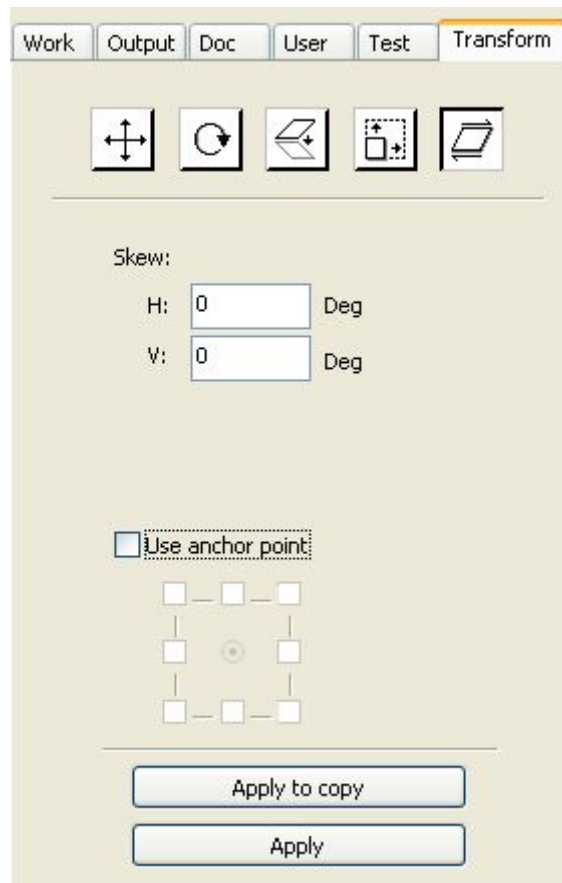 Work Output Doc User Test Transform
Skew:
H: 0 Deg
V: 0 Deg
Use anchor point
Apply to copy
Apply